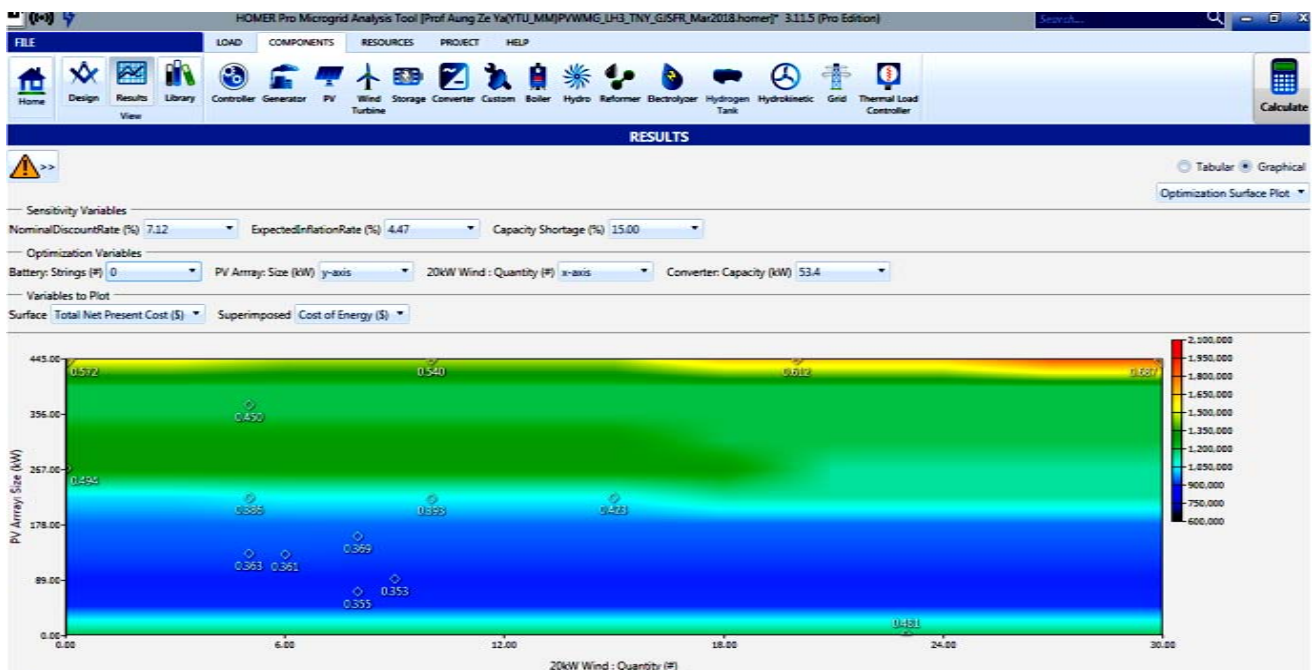 HOMER Pro Microgrid Analysis Tool [Prof Aung Ze Ya(YTU_MM)PVWMG_LH3_TNY_GJSFR_Mar2018.homer]* 3.11.5 (Pro Edition)
Search...
FILE LOAD COMPONENTS RESOURCES PROJECT HELP
Home Design Results Library Controller Generator PV Wind Turbine Storage Converter Custom Boiler Hydro Reformer Electrolyzer Hydrogen Tank Hydrokinetic Grid Thermal Load Controller Calculate
View
RESULTS
>> Tabular Graphical
Optimization Surface Plot
Sensitivity Variables
NominalDiscountRate (%) 7.12 ExpectedInflationRate (%) 4.47 Capacity Shortage (%) 15.00
Optimization Variables
Battery: Strings (#) 0 PV Arrray: Size (kW) y-axis 20kW Wind : Quantity (#) x-axis Converter: Capacity (kW) 53.4
Variables to Plot
Surface Total Net Present Cost ($) Superimposed Cost of Energy ($)
2,100,000
1,950,000
1,800,000
1,650,000
1,500,000
1,350,000
1,200,000
1,050,000
900,000
750,000
600,000
445.00
0.572 0.540 0.612 0.687
356.00
0.450
267.00
0.494
0.386 0.393 0.423
178.00
0.369
0.363 0.361
89.00
0.353
0.355
0.481
0.00
PV Arrray: Size (kW)
0.00 6.00 12.00 18.00 24.00 30.00
20kW Wind : Quantity (#)